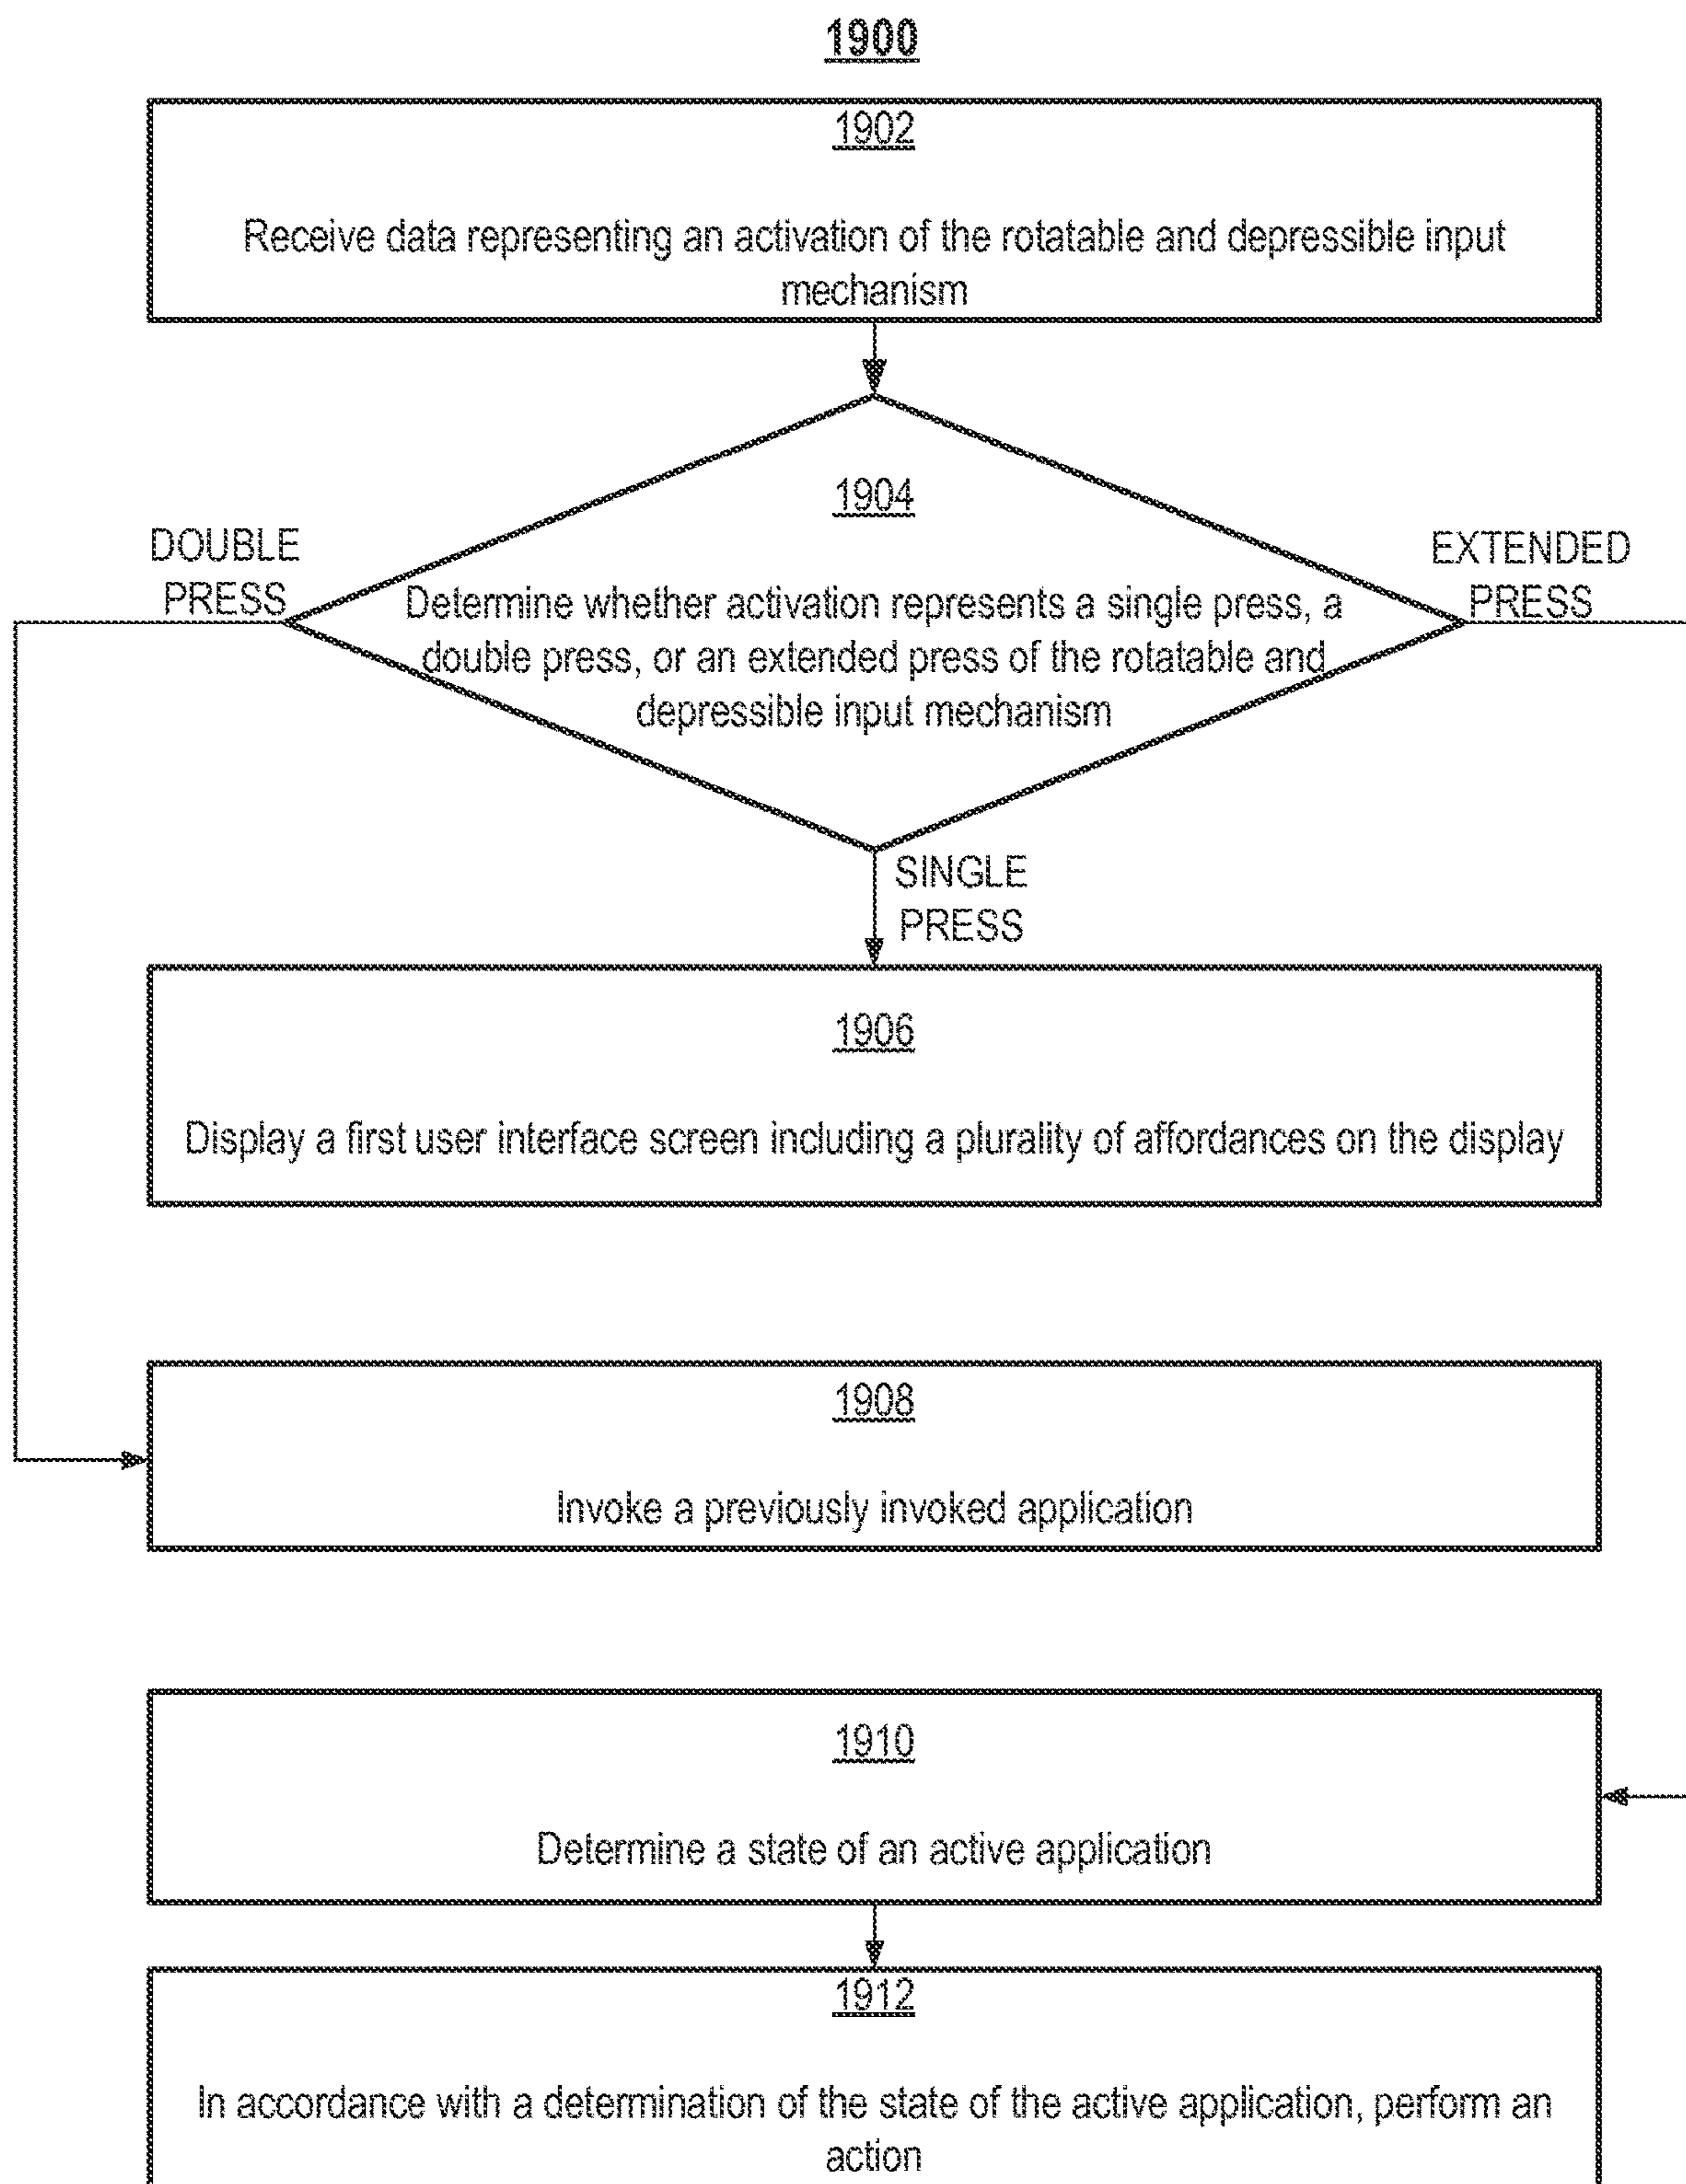 1900
1902
Receive data representing an activation of the rotatable and depressible input
mechanism
1904
DOUBLE
PRESS
EXTENDED
PRESS
Determine whether activation represents a single press, a
double press, or an extended press of the rotatable and
depressible input mechanism
SINGLE
PRESS
1906
Display a first user interface screen including a plurality of affordances on the display
1908
Invoke a previously invoked application
1910
Determine a state of an active application
1912
In accordance with a determination of the state of the active application, perform an
action